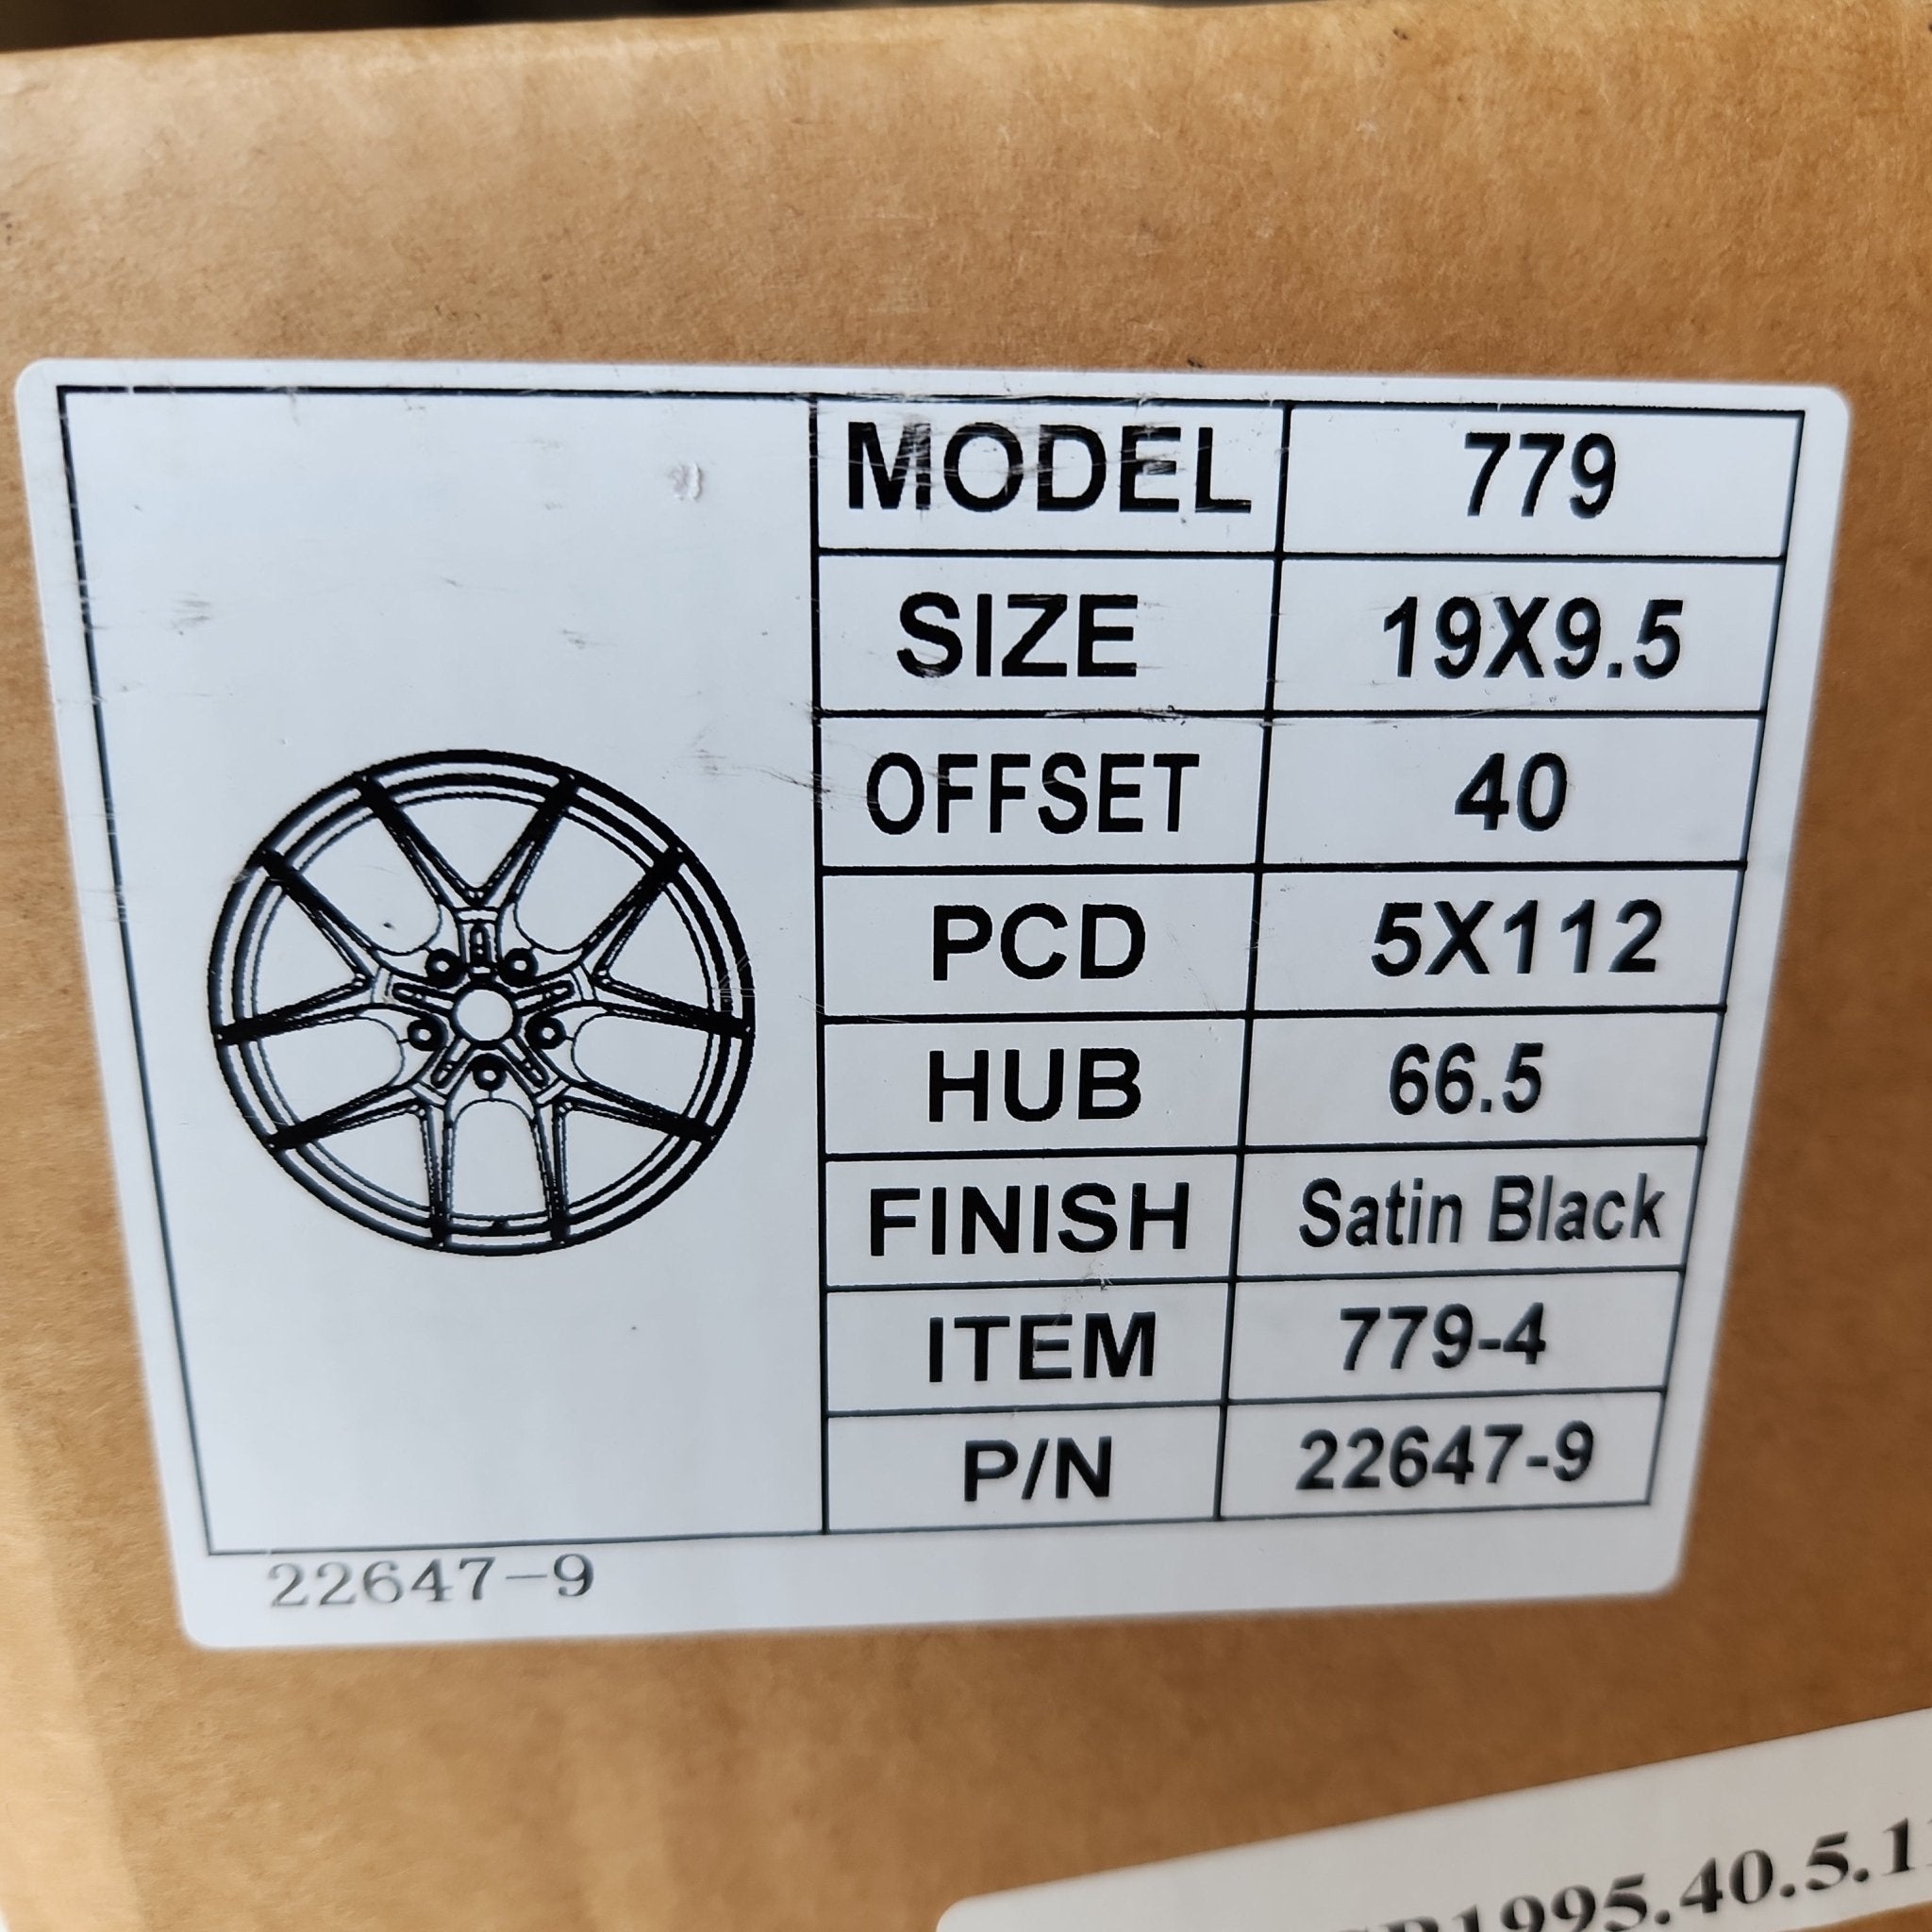 MODEL 779
SIZE 19X9.5
OFFSET 40
PCD 5X112
HUB 66.5
FINISH Satin Black
ITEM 779-4
P/N 22647-9
22647-9